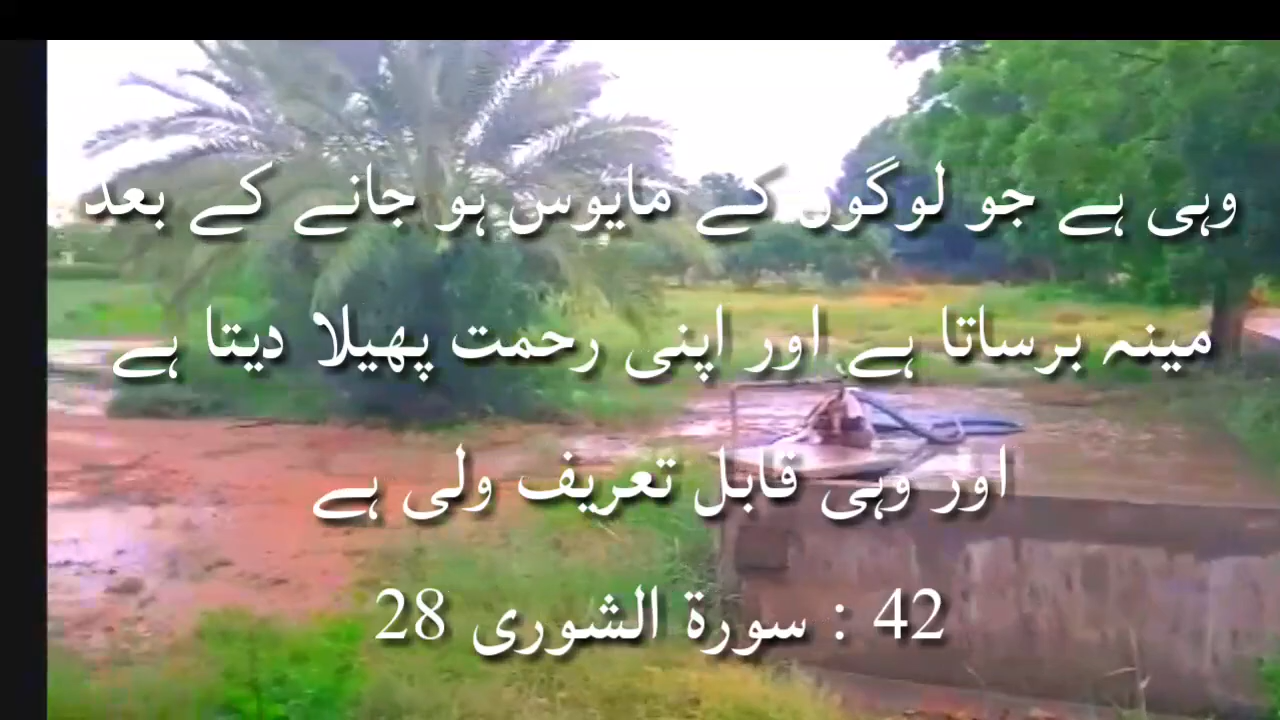 وہی ہے جو لوگوں کے مایوس ہو جانے کے بعد
مینہ برساتا ہے اور اپنی رحمت پھیلا دیتا ہے
اور وہی قابل تعریف ولی ہے
42 : سورة الشوری 28